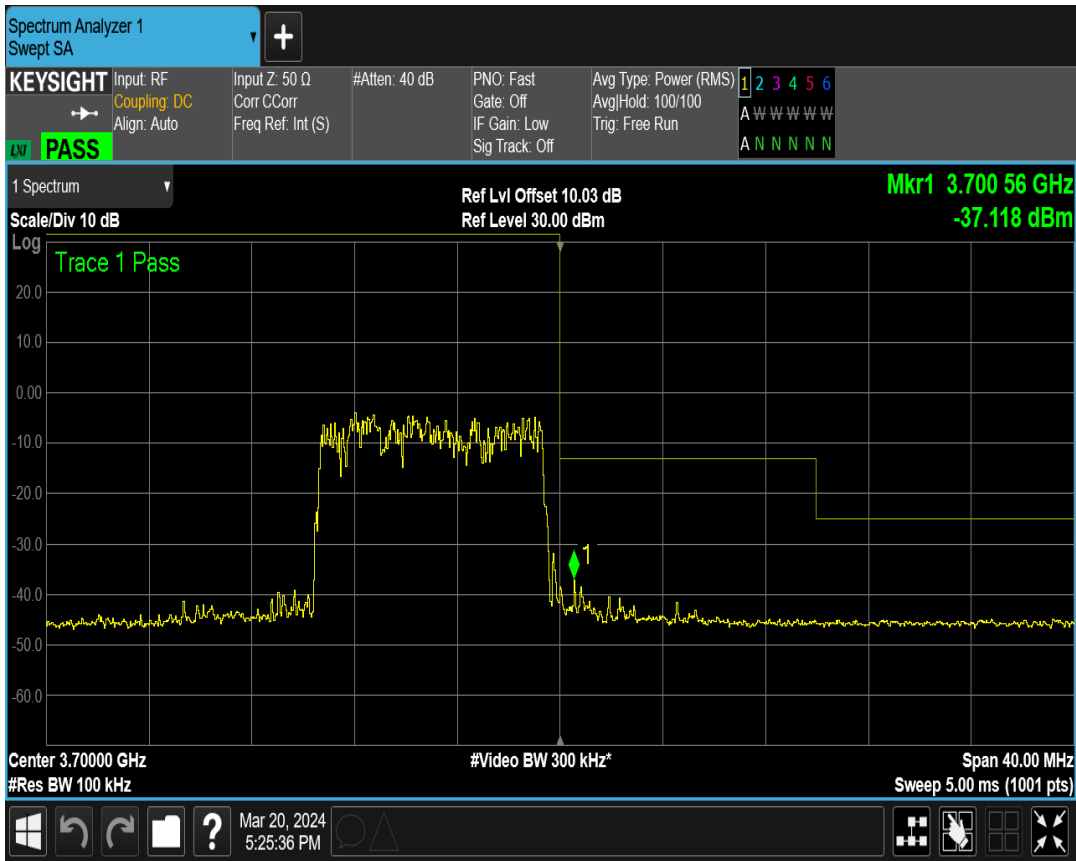 Spectrum Analyzer 1
Swept SA
KEYSIGHT
LXI PASS
Input: RF
Coupling: DC
Align: Auto
Input Z: 50 Ω
Corr CCorr
Freq Ref: Int (S)
#Atten: 40 dB
PNO: Fast
Gate: Off
IF Gain: Low
Sig Track: Off
Avg Type: Power (RMS)
Avg|Hold: 100/100
Trig: Free Run
1 2 3 4 5 6
A W W W W W
A N N N N N
1 Spectrum
Scale/Div 10 dB
Ref Lvl Offset 10.03 dB
Ref Level 30.00 dBm
Mkr1 3.700 56 GHz
-37.118 dBm
Log
Trace 1 Pass
20.0
10.0
0.00
-10.0
-20.0
-30.0
1
-40.0
-50.0
-60.0
Center 3.70000 GHz
#Video BW 300 kHz*
Span 40.00 MHz
#Res BW 100 kHz
Sweep 5.00 ms (1001 pts)
?
Mar 20, 2024
5:25:36 PM